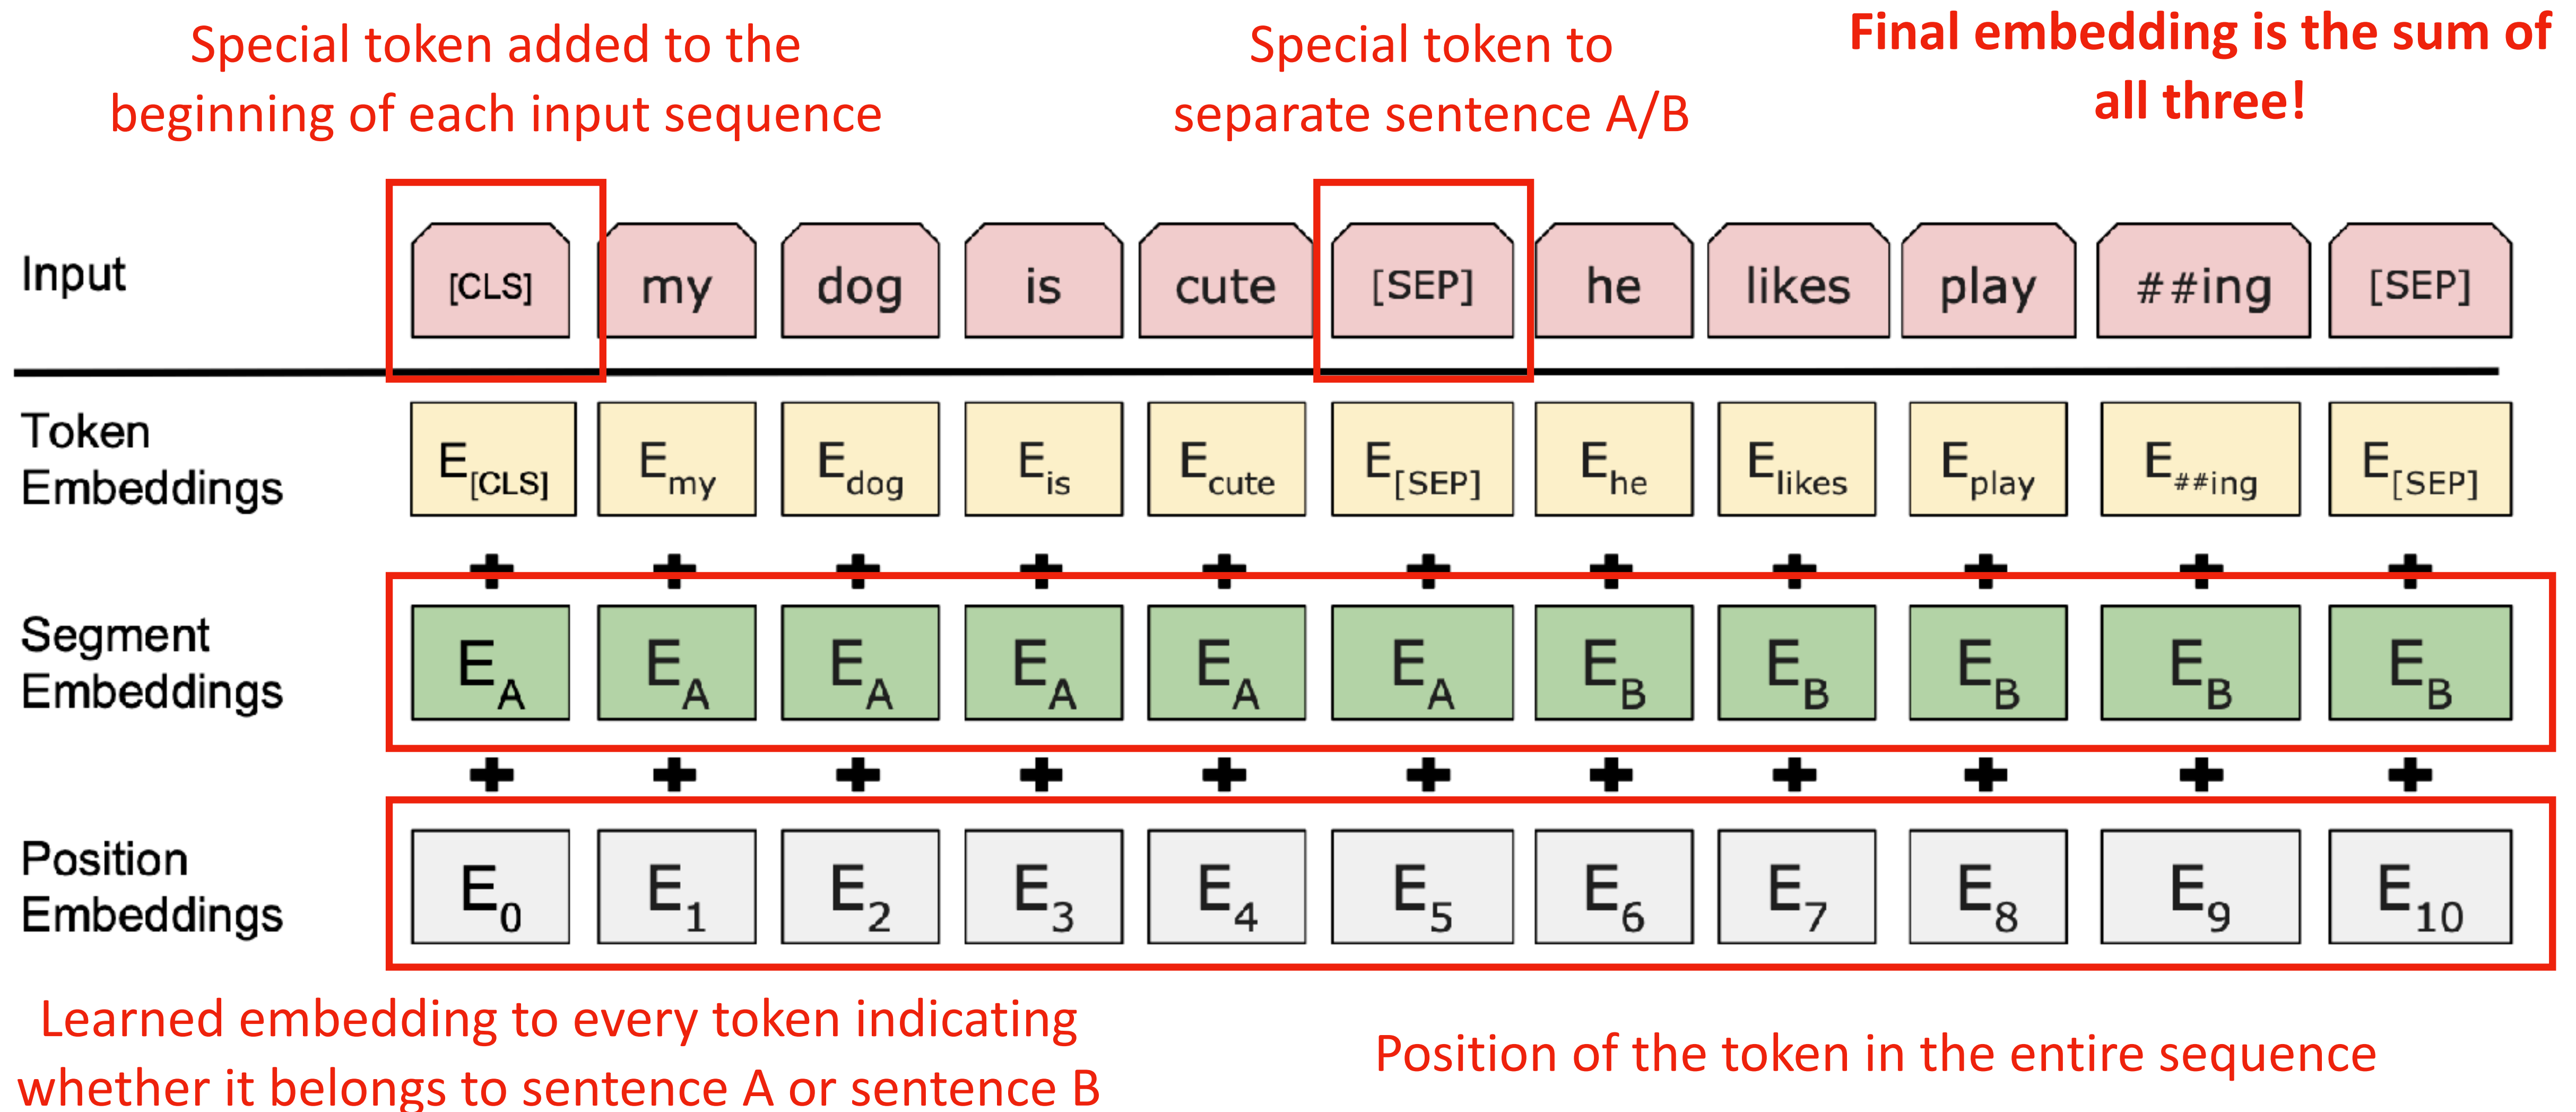 Special token added to the
beginning of each input sequence
Special token to
separate sentence A/B
Final embedding is the sum of
all three!
Input
[CLS] my dog is cute [SEP] he likes play ##ing [SEP]
Token
Embeddings
E[CLS] Emy Edog Eis Ecute E[SEP] Ehe Elikes Eplay E##ing E[SEP]
+ + + + + + + + + + +
Segment
Embeddings
EA EA EA EA EA EA EB EB EB EB EB
+ + + + + + + + + + +
Position
Embeddings
E0 E1 E2 E3 E4 E5 E6 E7 E8 E9 E10
Learned embedding to every token indicating
whether it belongs to sentence A or sentence B
Position of the token in the entire sequence